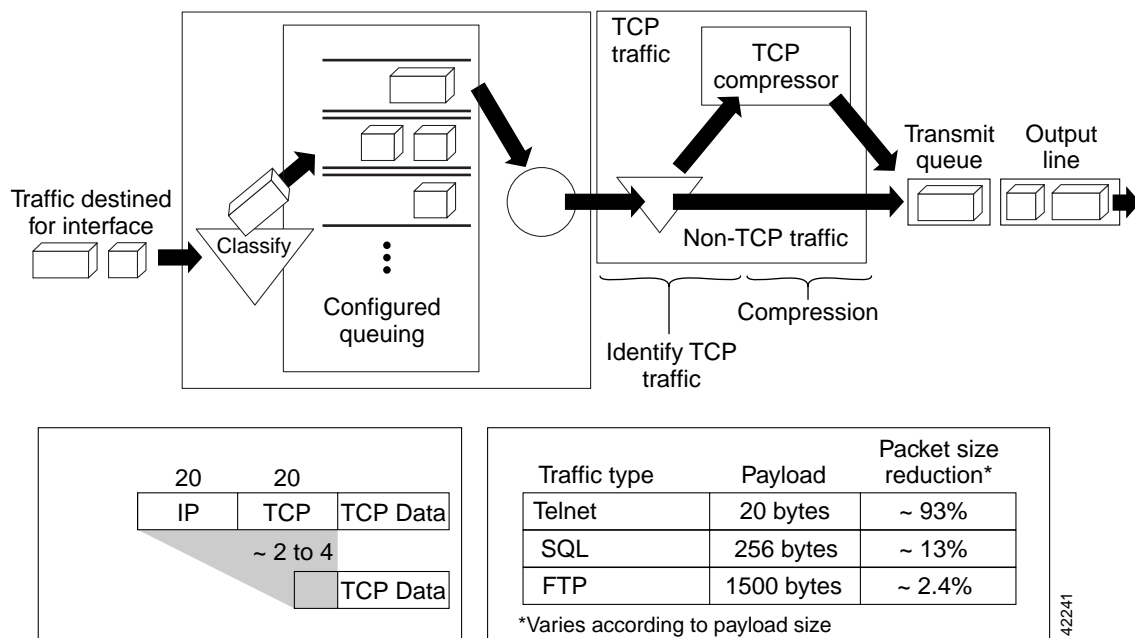 TCP
traffic
TCP
compressor
Transmit
queue
Output
line
Traffic destined
for interface
Classify
Non-TCP traffic
Configured
queuing
Compression
Identify TCP
traffic
20 20
IP TCP TCP Data
~ 2 to 4
TCP Data
Traffic type Payload Packet size
reduction*
Telnet 20 bytes ~ 93%
SQL 256 bytes ~ 13%
FTP 1500 bytes ~ 2.4%
*Varies according to payload size
42241